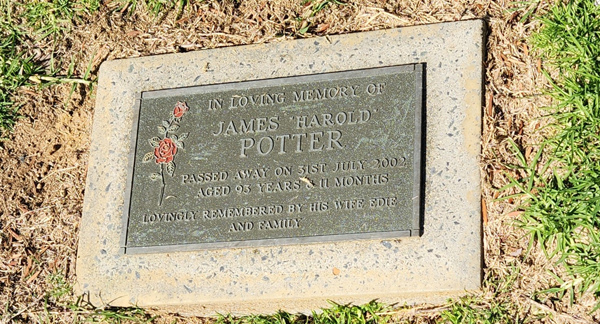 IN LOVING MEMORY OF
JAMES "HAROLD"
POTTER
PASSED AWAY ON 31ST JULY 2002
AGED 93 YEARS & 11 MONTHS
LOVINGLY REMEMBERED BY HIS WIFE EDIE
AND FAMILY